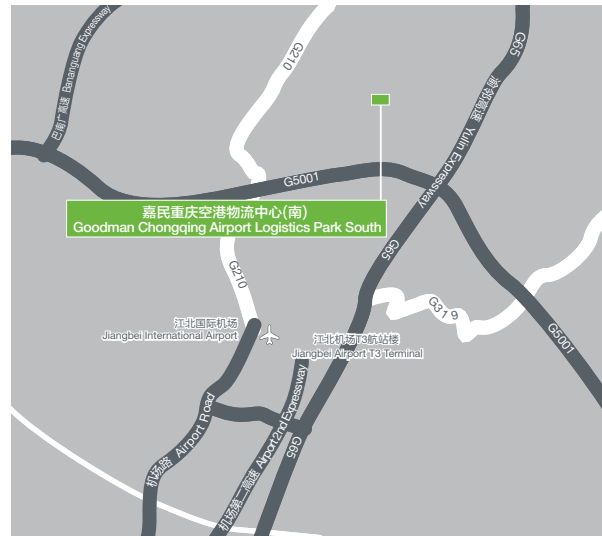 G65
G210
巴南广高速 Bananguang Expressway
渝邻高速 Yulin Expressway
G5001
嘉民重庆空港物流中心(南)
Goodman Chongqing Airport Logistics Park South
G65
G210
G319
江北国际机场
Jiangbei International Airport
江北机场T3航站楼
Jiangbei Airport T3 Terminal
G5001
机场路 Airport Road
机场第二高速 Airport 2nd Expressway
G65